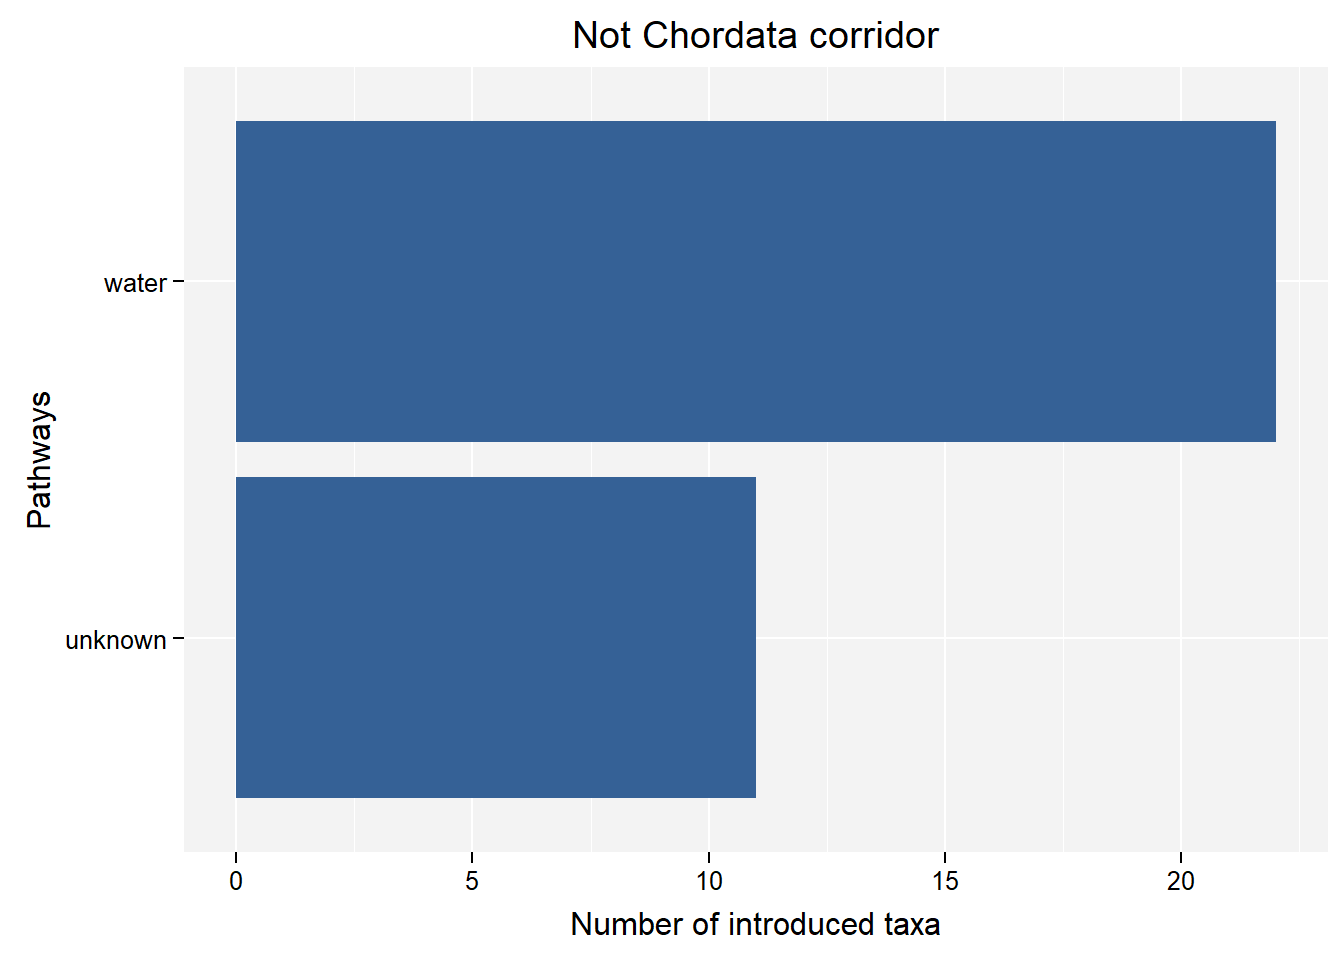 Not Chordata corridor
Pathways
water
unknown
0 5 10 15 20
Number of introduced taxa